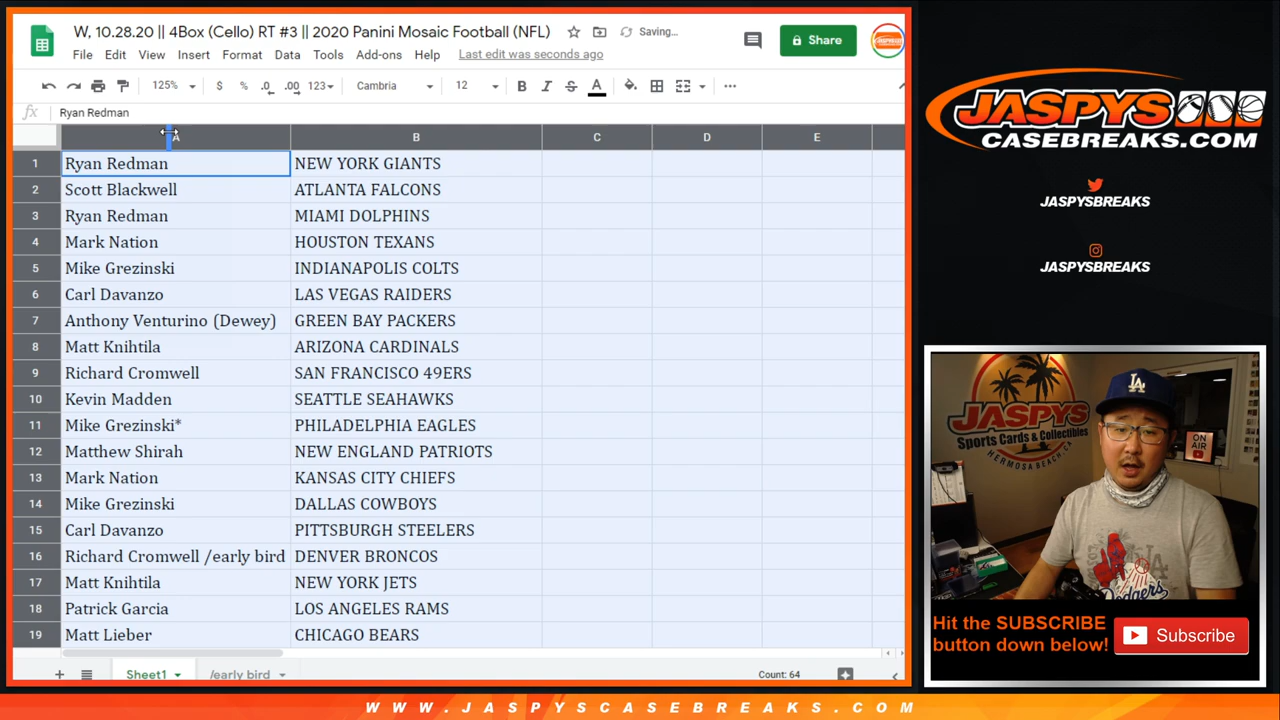 W, 10.28.20 || 4Box (Cello) RT #3 || 2020 Panini Mosaic Football (NFL)
Saving...
File Edit View Insert Format Data Tools Add-ons Help Last edit was seconds ago
Share
125% $ % .0 .00 123 Cambria 12 B I S A
fx Ryan Redman
A B C D E
1 Ryan Redman NEW YORK GIANTS
2 Scott Blackwell ATLANTA FALCONS
3 Ryan Redman MIAMI DOLPHINS
4 Mark Nation HOUSTON TEXANS
5 Mike Grezinski INDIANAPOLIS COLTS
6 Carl Davanzo LAS VEGAS RAIDERS
7 Anthony Venturino (Dewey) GREEN BAY PACKERS
8 Matt Knihtila ARIZONA CARDINALS
9 Richard Cromwell SAN FRANCISCO 49ERS
10 Kevin Madden SEATTLE SEAHAWKS
11 Mike Grezinski* PHILADELPHIA EAGLES
12 Matthew Shirah NEW ENGLAND PATRIOTS
13 Mark Nation KANSAS CITY CHIEFS
14 Mike Grezinski DALLAS COWBOYS
15 Carl Davanzo PITTSBURGH STEELERS
16 Richard Cromwell /early bird DENVER BRONCOS
17 Matt Knihtila NEW YORK JETS
18 Patrick Garcia LOS ANGELES RAMS
19 Matt Lieber CHICAGO BEARS
Sheet1 /early bird Count: 64
JASPYS
CASEBREAKS.COM
JASPYSBREAKS
JASPYSBREAKS
JASPYS
Sports Cards & Collectibles
HERMOSA BEACH, CA
ON
AIR
LA
Dodgers
Hit the SUBSCRIBE
button down below!
Subscribe
WWW.JASPYSCASEBREAKS.COM